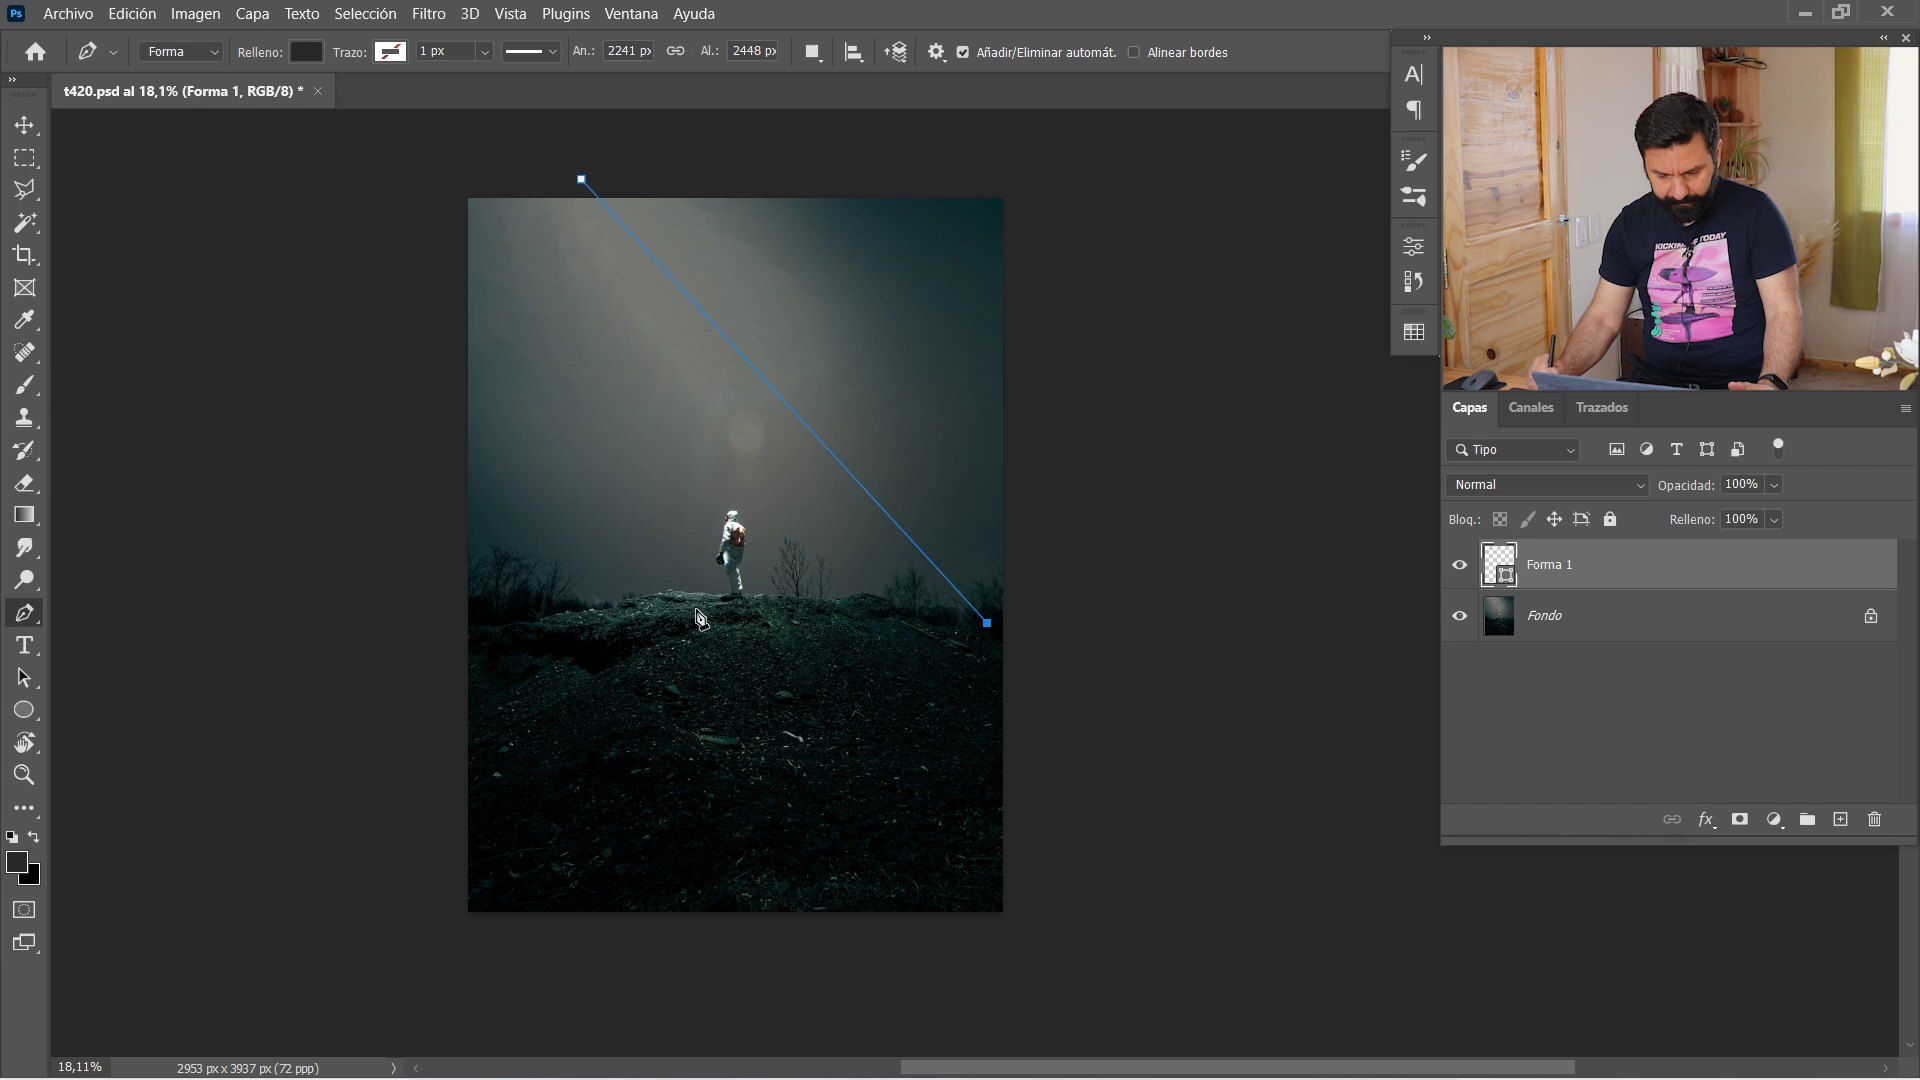 Ps Archivo Edición Imagen Capa Texto Selección Filtro 3D Vista Plugins Ventana Ayuda
Forma Relleno: Trazo: 1 px An.: 2241 px Al.: 2448 px Añadir/Eliminar automát. Alinear bordes
t420.psd al 18,1% (Forma 1, RGB/8) *
KICKING TODAY
Capas Canales Trazados
Tipo
Normal Opacidad: 100%
Bloq.: Relleno: 100%
Forma 1
Fondo
fx
18,11% 2953 px x 3937 px (72 ppp)